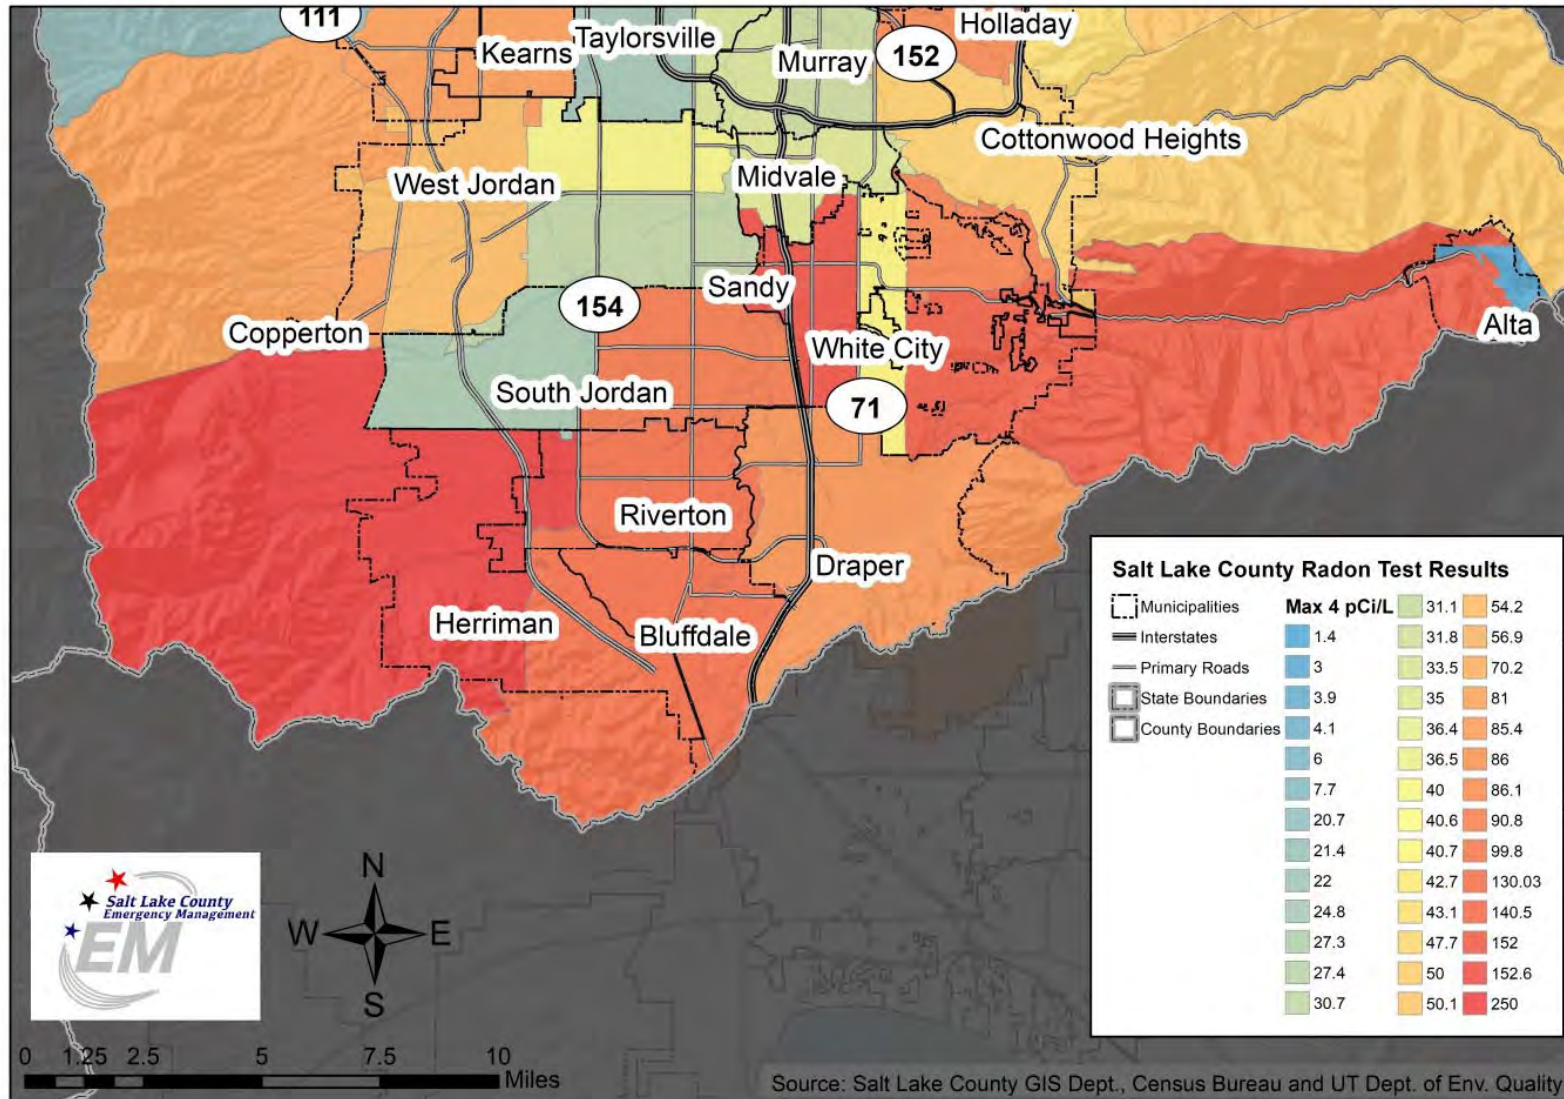 111
Kearns
Taylorsville
Murray
152
Holladay
Cottonwood Heights
West Jordan
Midvale
Copperton
154
Sandy
White City
Alta
South Jordan
71
Riverton
Draper
Herriman
Bluffdale
Salt Lake County Radon Test Results
Municipalities
Interstates
Primary Roads
State Boundaries
County Boundaries
Max 4 pCi/L
1.4
3
3.9
4.1
6
7.7
20.7
21.4
22
24.8
27.3
27.4
30.7
31.1
31.8
33.5
35
36.4
36.5
40
40.6
40.7
42.7
43.1
47.7
50
50.1
54.2
56.9
70.2
81
85.4
86
86.1
90.8
99.8
130.03
140.5
152
152.6
250
Salt Lake County
Emergency Management
EM
N
W E
S
0 1.25 2.5 5 7.5 10
Miles
Source: Salt Lake County GIS Dept., Census Bureau and UT Dept. of Env. Quality